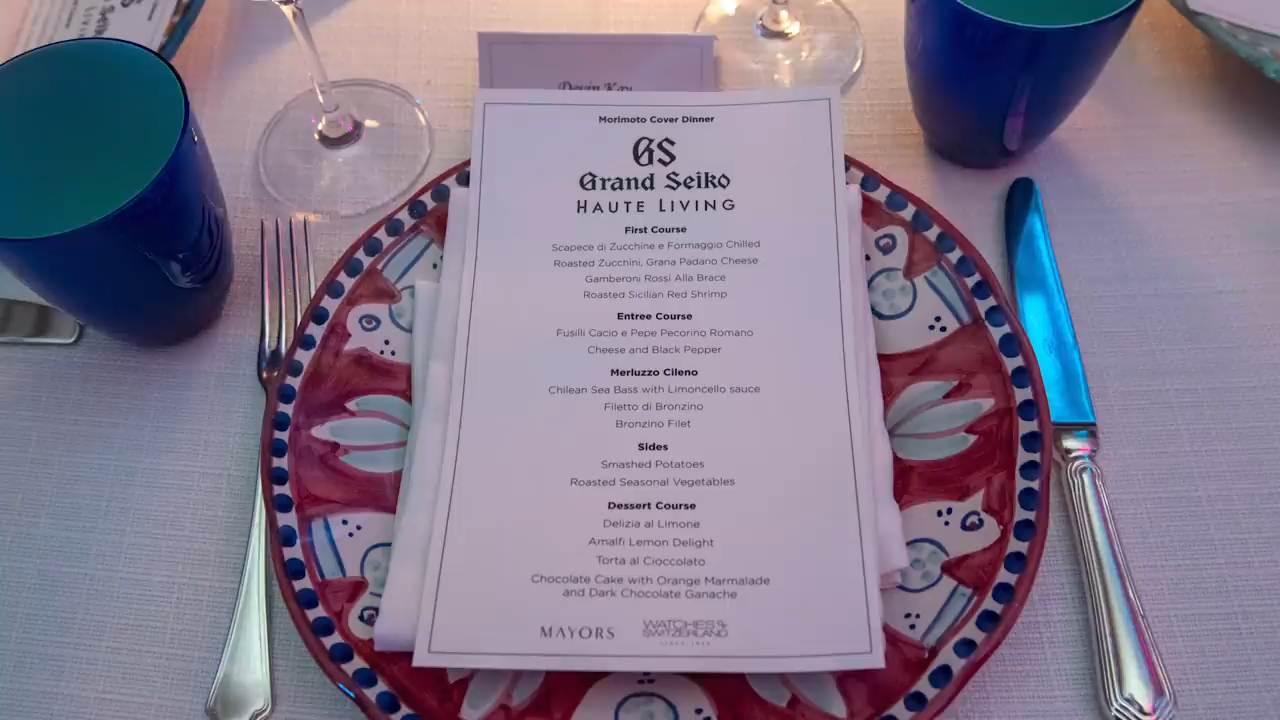 Devin Kay
Morimoto Cover Dinner
GS
Grand Seiko
HAUTE LIVING
First Course
Scapece di Zucchine e Formaggio Chilled
Roasted Zucchini, Grana Padano Cheese
Gamberoni Rossi Alla Brace
Roasted Sicilian Red Shrimp
Entree Course
Fusilli Cacio e Pepe Pecorino Romano
Cheese and Black Pepper
Merluzzo Cileno
Chilean Sea Bass with Limoncello sauce
Filetto di Bronzino
Bronzino Filet
Sides
Smashed Potatoes
Roasted Seasonal Vegetables
Dessert Course
Delizia al Limone
Amalfi Lemon Delight
Torta al Cioccolato
Chocolate Cake with Orange Marmalade
and Dark Chocolate Ganache
MAYORS
WATCHES OF
SWITZERLAND